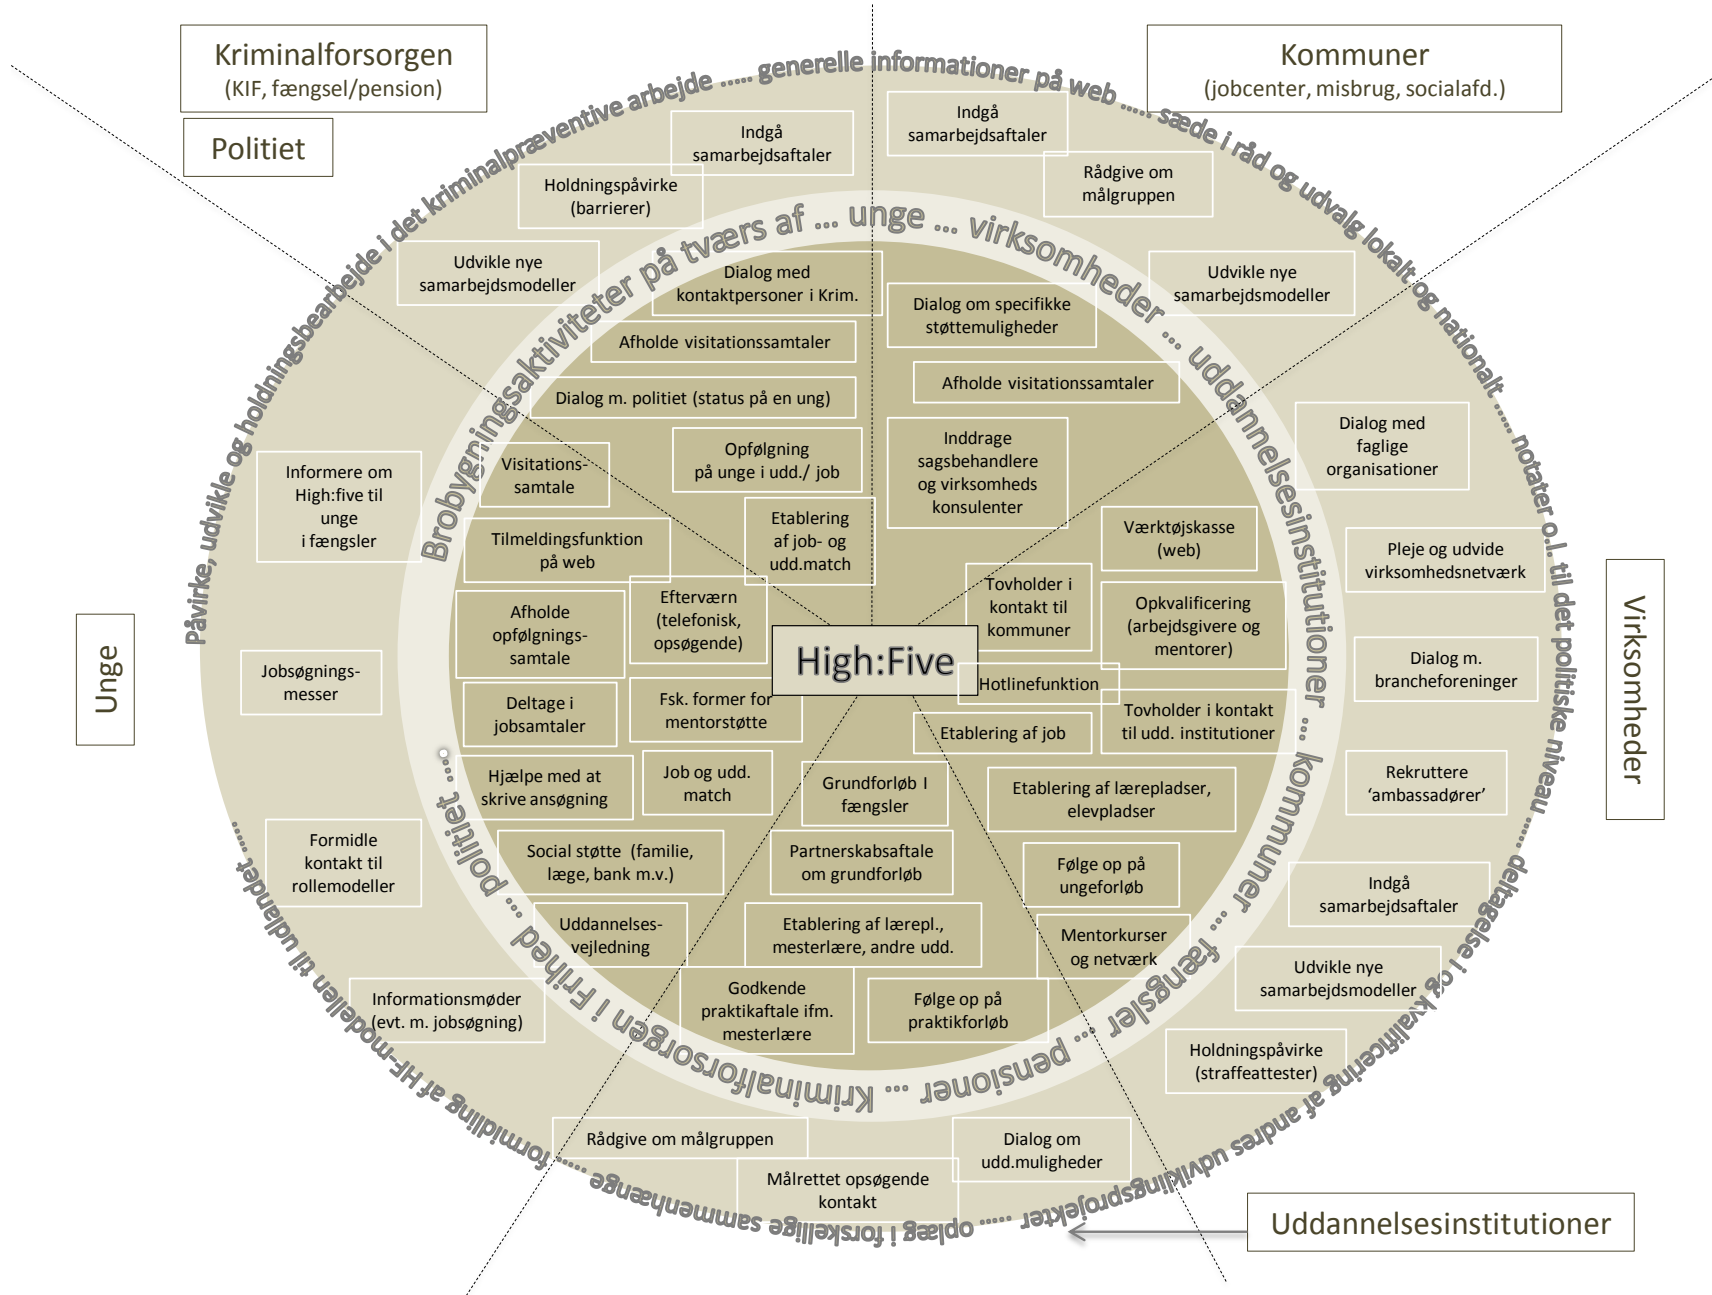 Kriminalforsorgen
(KIF, fængsel/pension)
Politiet
Kommuner
(jobcenter, misbrug, socialafd.)
Unge
Virksomheder
Uddannelsesinstitutioner
Påvirke, udvikle og holdningsbearbejde i det kriminalpræventive arbejde ..... generelle informationer på web ..... sæde i råd og udvalg lokalt og nationalt ..... notater o.l. til det politiske niveau ..... deltagelse i og kvalificering af andres udviklingsprojekter ..... oplæg i forskellige sammenhænge ..... formidling af HF-modellen til udlandet .....
Brobygningsaktiviteter på tværs af ... unge ... virksomheder ... uddannelsesinstitutioner ... kommuner ... fængsler ... pensioner ... Kriminalforsorgen i Frihed ... politiet ...
High:Five
Indgå
samarbejdsaftaler
Holdningspåvirke
(barrierer)
Udvikle nye
samarbejdsmodeller
Dialog med
kontaktpersoner i Krim.
Afholde visitationssamtaler
Dialog m. politiet (status på en ung)
Opfølgning
på unge i udd./ job
Etablering
af job- og
udd.match
Indgå
samarbejdsaftaler
Rådgive om
målgruppen
Udvikle nye
samarbejdsmodeller
Dialog om specifikke
støttemuligheder
Afholde visitationssamtaler
Inddrage
sagsbehandlere
og virksomheds
konsulenter
Dialog med
faglige
organisationer
Pleje og udvide
virksomhedsnetværk
Dialog m.
brancheforeninger
Rekruttere
‘ambassadører’
Indgå
samarbejdsaftaler
Udvikle nye
samarbejdsmodeller
Holdningspåvirke
(straffeattester)
Værktøjskasse
(web)
Tovholder i
kontakt til
kommuner
Opkvalificering
(arbejdsgivere og
mentorer)
Hotlinefunktion
Tovholder i kontakt
til udd. institutioner
Etablering af job
Etablering af lærepladser,
elevpladser
Følge op på
ungeforløb
Mentorkurser
og netværk
Informere om
High:five til
unge
i fængsler
Jobsøgnings-
messer
Formidle
kontakt til
rollemodeller
Informationsmøder
(evt. m. jobsøgning)
Visitations-
samtale
Tilmeldingsfunktion
på web
Afholde
opfølgnings-
samtale
Efterværn
(telefonisk,
opsøgende)
Deltage i
jobsamtaler
Fsk. former for
mentorstøtte
Hjælpe med at
skrive ansøgning
Job og udd.
match
Social støtte (familie,
læge, bank m.v.)
Uddannelses-
vejledning
Grundforløb I
fængsler
Partnerskabsaftale
om grundforløb
Etablering af lærepl.,
mesterlære, andre udd.
Godkende
praktikaftale ifm.
mesterlære
Følge op på
praktikforløb
Rådgive om målgruppen
Målrettet opsøgende
kontakt
Dialog om
udd.muligheder